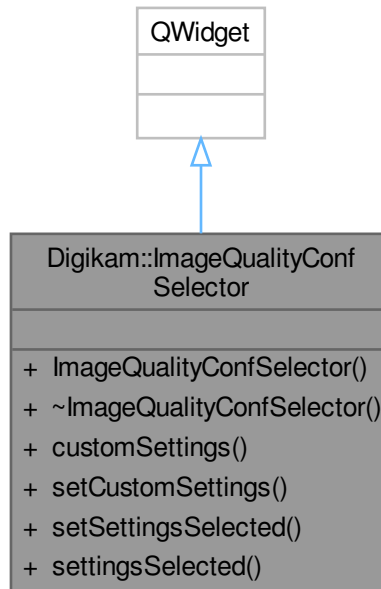 QWidget
Digikam::ImageQualityConf
Selector
+ ImageQualityConfSelector()
+ ~ImageQualityConfSelector()
+ customSettings()
+ setCustomSettings()
+ setSettingsSelected()
+ settingsSelected()